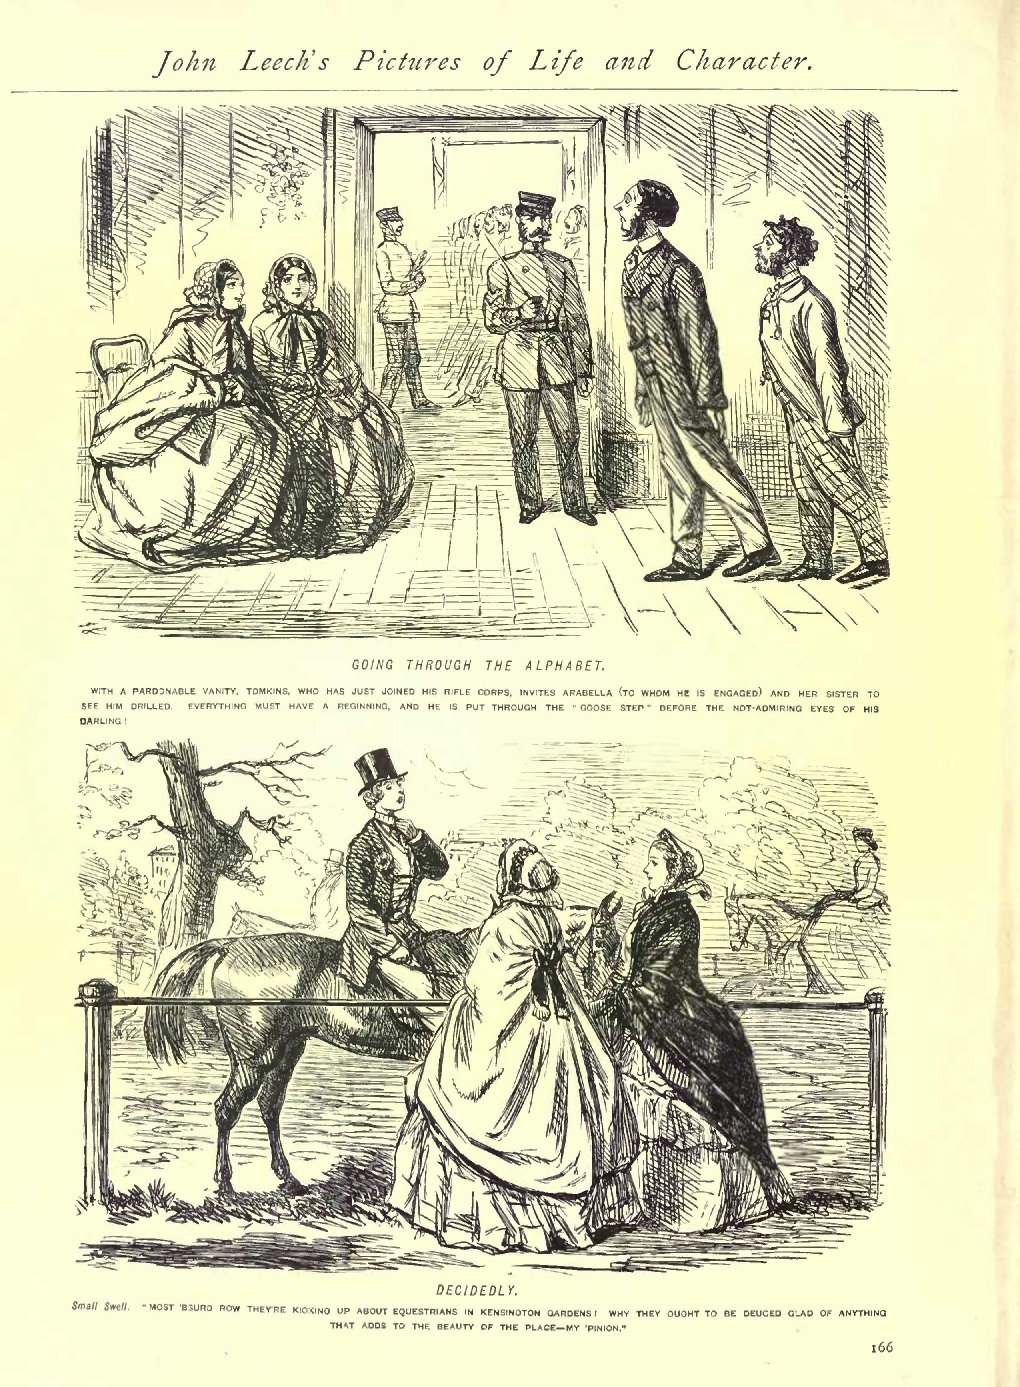 John Leech's Pictures of Life and Character.
GOING THROUGH THE ALPHABET.
WITH A PARDONABLE VANITY, TOMKINS, WHO HAS JUST JOINED HIS RIFLE CORPS, INVITES ARABELLA (TO WHOM HE IS ENGAGED) AND HER SISTER TO
SEE HIM DRILLED. EVERYTHING MUST HAVE A BEGINNING, AND HE IS PUT THROUGH THE "GOOSE STEP" BEFORE THE NOT-ADMIRING EYES OF HIS
DARLING!
DECIDEDLY.
Small Swell. "MOST 'BSURD ROW THEY'RE KICKING UP ABOUT EQUESTRIANS IN KENSINGTON GARDENS! WHY THEY OUGHT TO BE DEUCED GLAD OF ANYTHING
THAT ADDS TO THE BEAUTY OF THE PLACE—MY 'PINION."
166